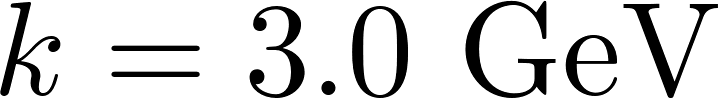 k = 3.0 GeV